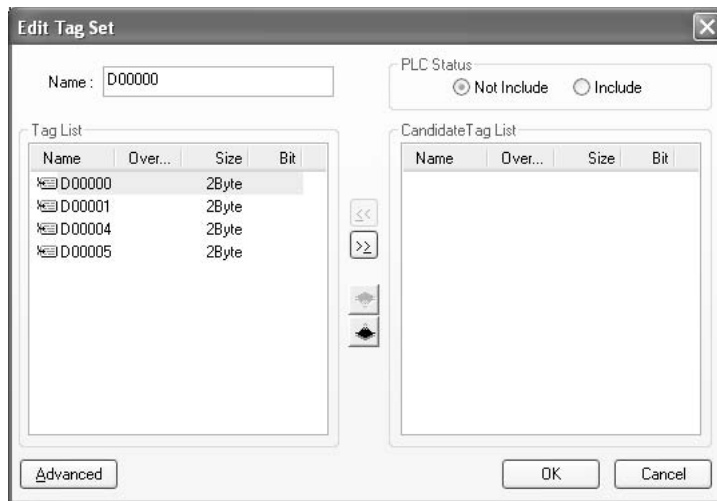 Edit Tag Set
Name : D00000
PLC Status
Not Include Include
Tag List
Name Over... Size Bit
D00000 2Byte
D00001 2Byte
D00004 2Byte
D00005 2Byte
<<
>>
CandidateTag List
Name Over... Size Bit
Advanced
OK
Cancel